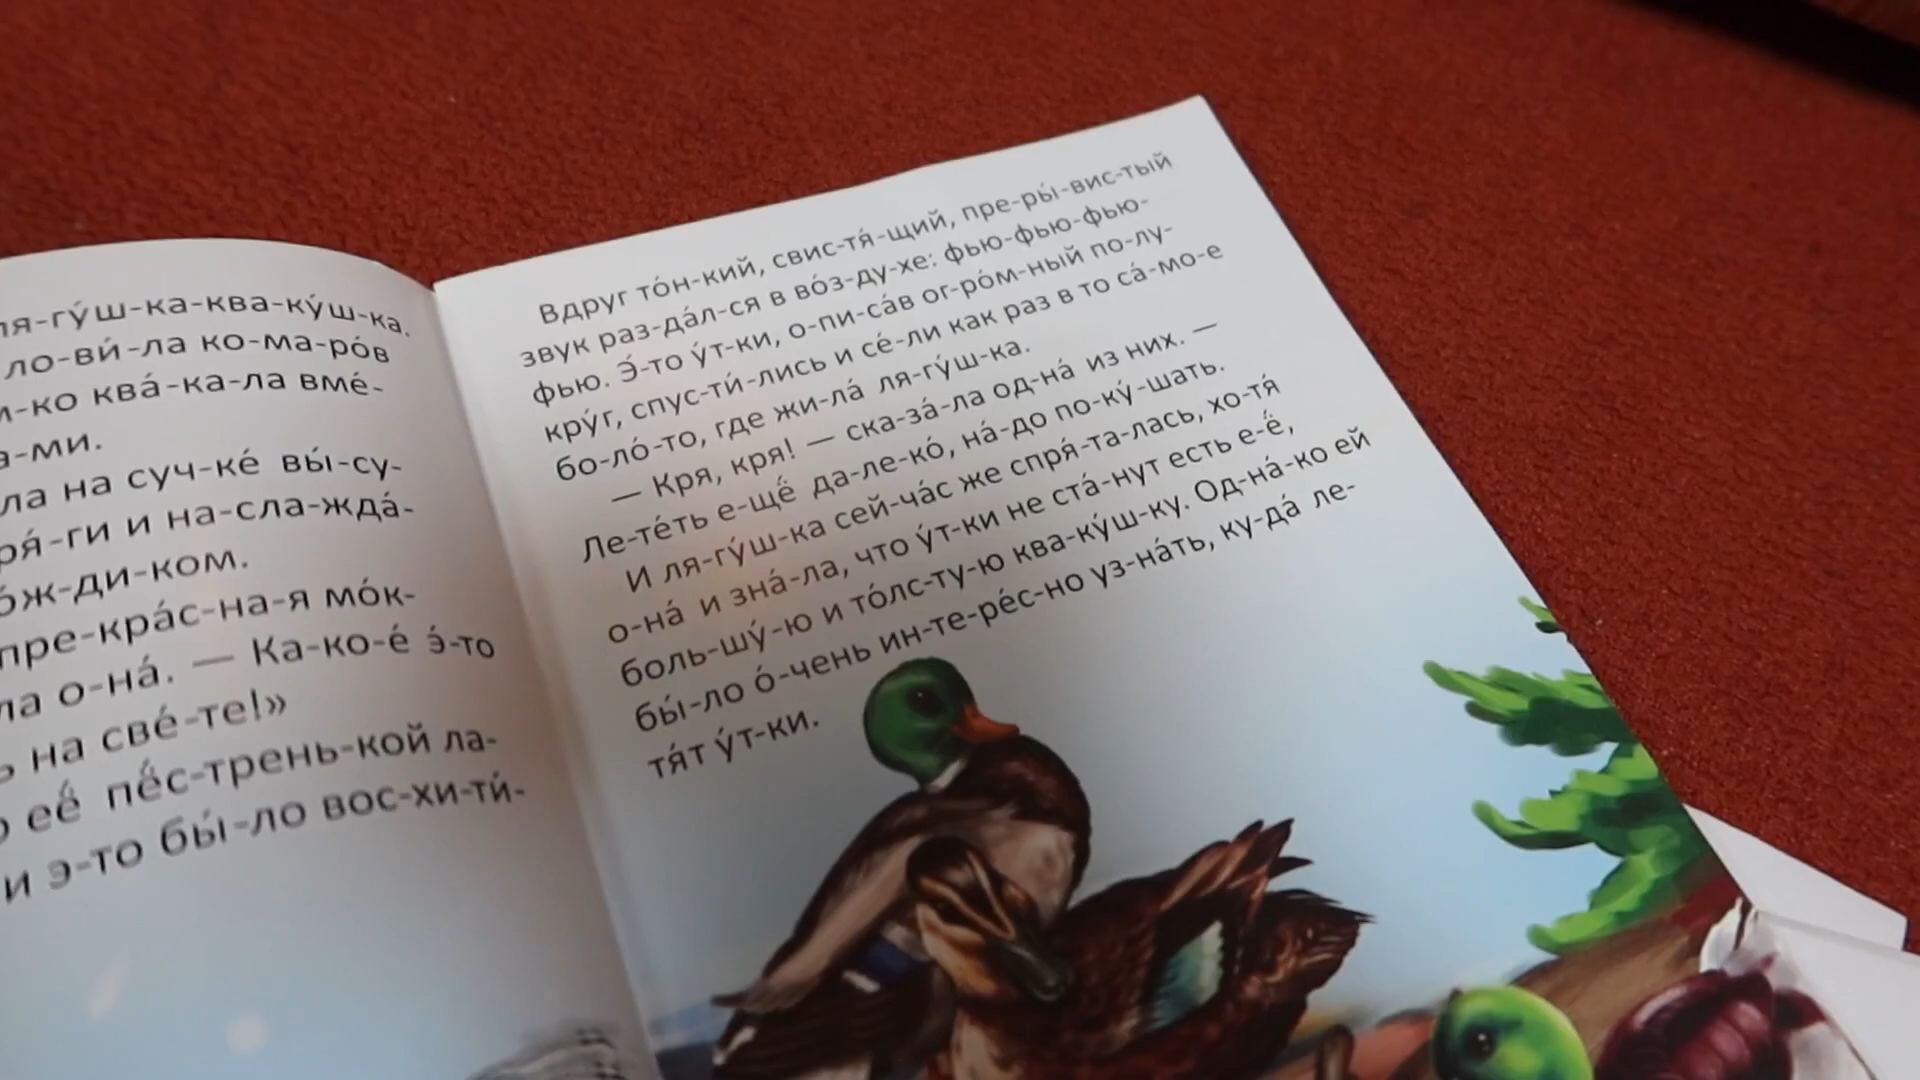 ля-гу́ш-ка-ква-ку́ш-ка.
ло-ви́-ла ко-ма-ро́в
ква́-ка-ла вме́-
а-ми.
ла на суч-ке́ вы́-су-
и на-сла-жда́-
о́ж-ди-ком.
пре-кра́с-на-я мо́к-
ла о-на́. — Ка-ко-е́ э́-то
на све́-те!»
её́ пё́с-трень-кой ла-
и э-то бы́-ло вос-хи-ти́-
Вдруг то́н-кий, свис-тя́-щий, пре-ры́-вис-тый
звук раз-да́л-ся в во́з-ду-хе: фью-фью-фью-
фью. Э́-то у́т-ки, о-пи-са́в ог-ро́м-ный по-лу-
кру́г, спус-ти́-лись и се́-ли как раз в то са́-мо-е
бо-ло́-то, где жи-ла́ ля-гу́ш-ка.
— Кря, кря! — ска-за́-ла од-на́ из них. —
Ле-те́ть е-щё́ да-ле-ко́, на́-до по-ку́-шать.
И ля-гу́ш-ка сей-ча́с же спря́-та-лась, хо-тя́
о-на́ и зна́-ла, что у́т-ки не ста́-нут есть е-ё́,
боль-шу́-ю и то́лс-ту-ю ква-ку́ш-ку. Од-на́-ко ей
бы́-ло о́-чень ин-те-ре́с-но уз-на́ть, ку-да́ ле-
тя́т у́т-ки.